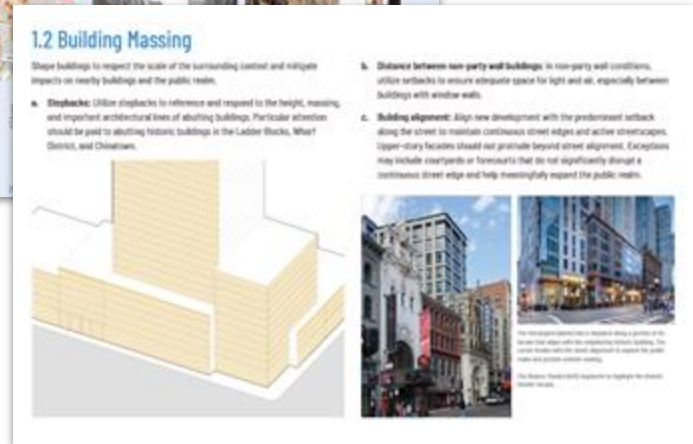 1.2 Building Massing
Shape buildings to respect the scale of the surrounding context and mitigate
impacts on nearby buildings and the public realm.
a. Stepbacks: Utilize stepbacks to reference and respond to the height, massing,
and important architectural lines of abutting buildings. Particular attention
should be paid to abutting historic buildings in the Ladder Blocks, Wharf
District, and Chinatown.
b. Distance between non-party wall buildings: In non-party wall conditions,
utilize setbacks to ensure adequate space for light and air, especially between
buildings with window walls.
c. Building alignment: Align new development with the predominant setback
along the street to maintain continuous street edges and active streetscapes.
Upper-story facades should not protrude beyond street alignment. Exceptions
may include courtyards or forecourts that do not significantly disrupt a
continuous street edge and help meaningfully expand the public realm.